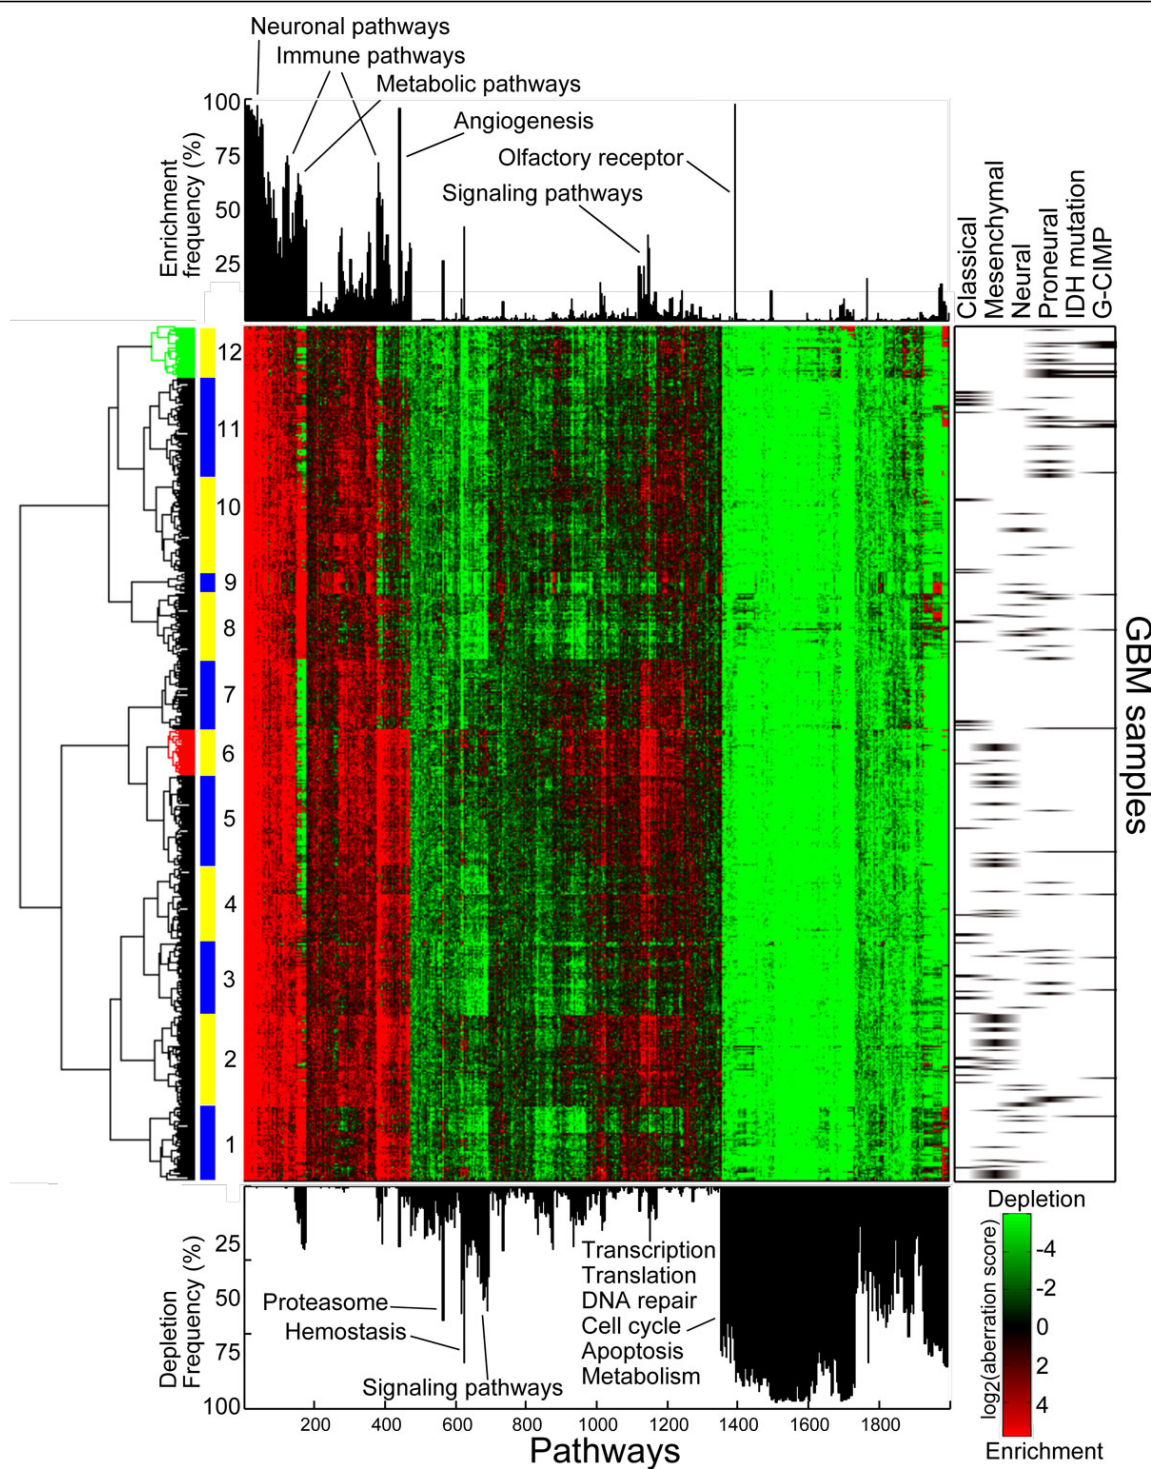 Neuronal pathways
Immune pathways
Metabolic pathways
Angiogenesis
Olfactory receptor
Signaling pathways
Enrichment
frequency (%)
100
75
50
25
Classical
Mesenchymal
Neural
Proneural
IDH mutation
G-CIMP
12
11
10
9
8
7
6
5
4
3
2
1
GBM samples
Depletion
Frequency (%)
25
50
75
100
Proteasome
Hemostasis
Signaling pathways
Transcription
Translation
DNA repair
Cell cycle
Apoptosis
Metabolism
200 400 600 800 1000 1200 1400 1600 1800
Pathways
Depletion
log2(aberration score)
-4
-2
0
2
4
Enrichment